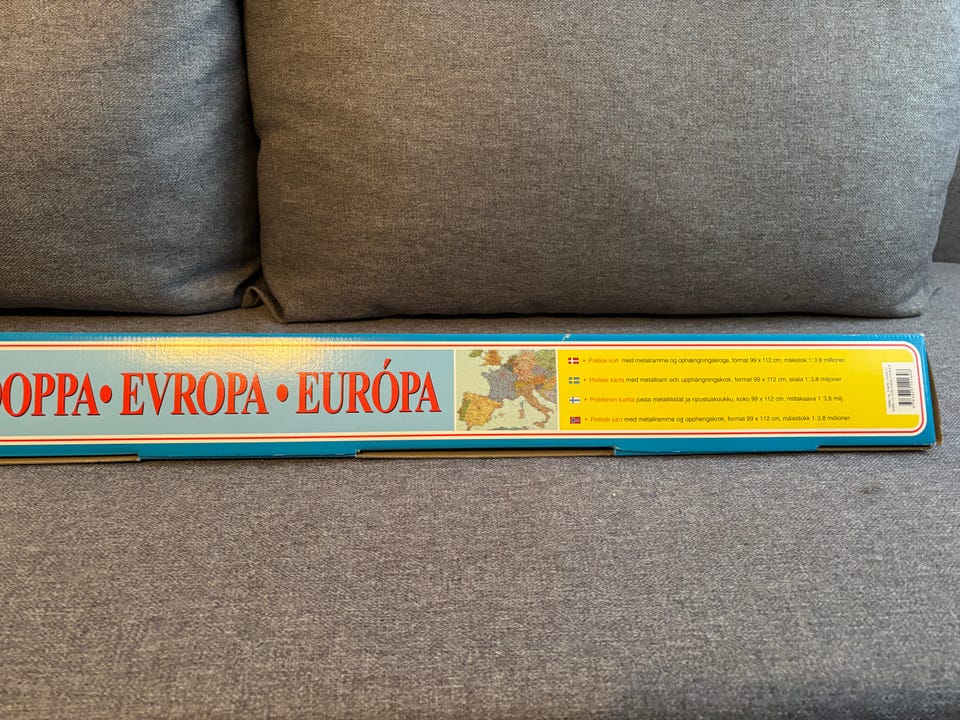 OPPA • EVROPA • EURÓPA
• Politisk kort med metalramme og ophængningskroge, format 99 x 112 cm, målestok 1:3,8 millioner
• Politisk karta med metallram och upphängningskrok, format 99 x 112 cm, skala 1:3,8 miljoner
• Poliittinen kartta jossa metallilistat ja ripustuskoukku, koko 99 x 112 cm, mittakaava 1:3,8 milj.
• Politisk kart med metallramme og opphengskrok, format 99 x 112 cm, målestokk 1:3,8 millioner